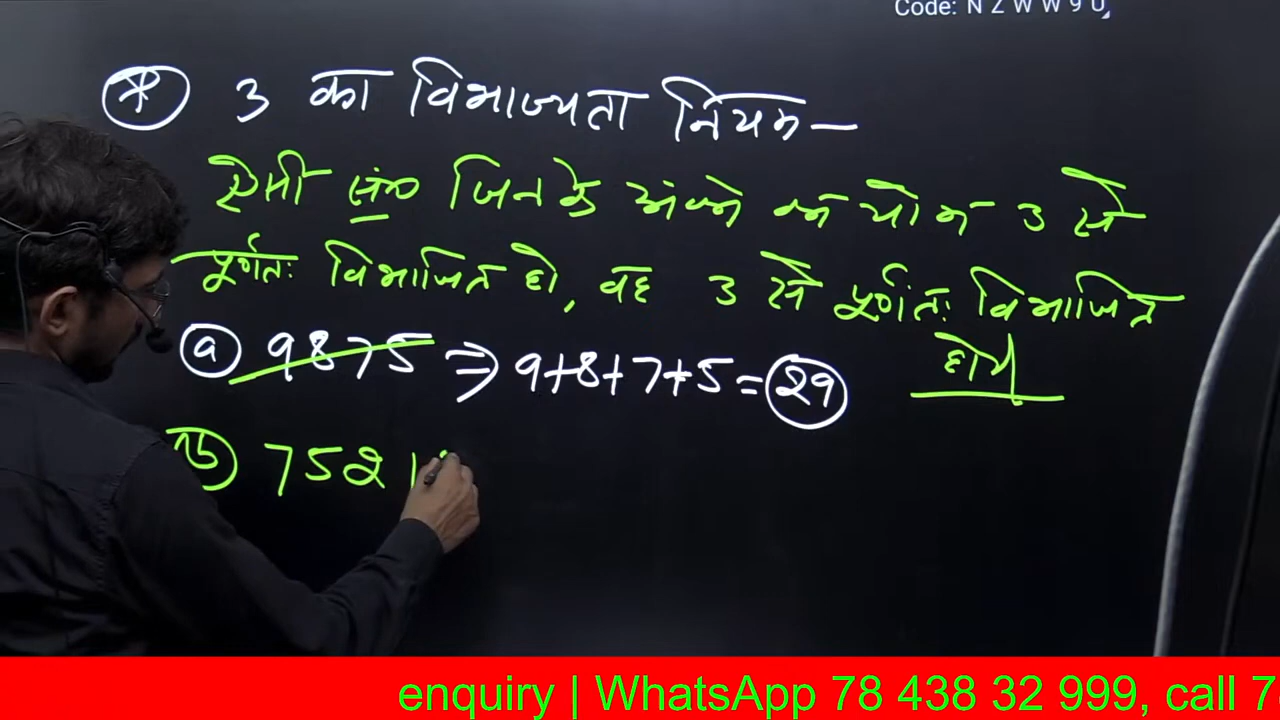 Code: N Z W W 9 U
* 3 का विभाज्यता नियम –
ऐसी सं० जिनके अंको का योग 3 से
पूर्णतः विभाजित हो, वह 3 से पूर्णतः विभाजित
होगी
(a) 9875 ⇒ 9+8+7+5 = 29
(b) 7521
enquiry | WhatsApp 78 438 32 999, call 7